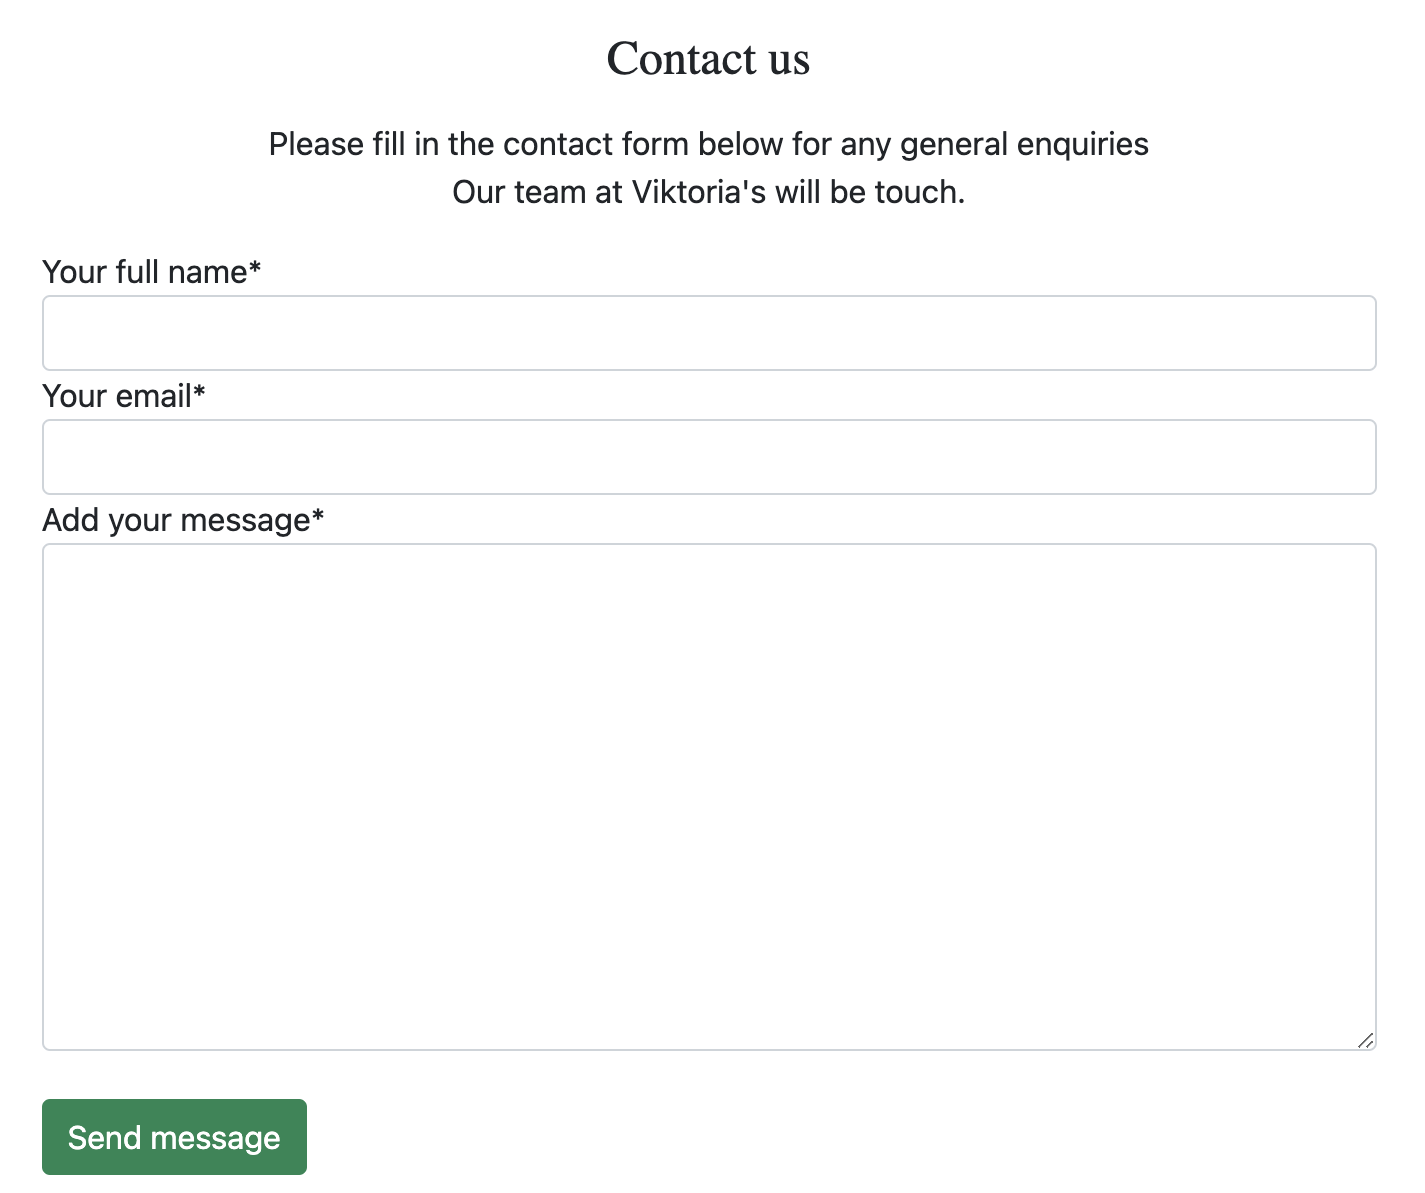 Contact us
Please fill in the contact form below for any general enquiries
Our team at Viktoria's will be touch.
Your full name*
Your email*
Add your message*
Send message